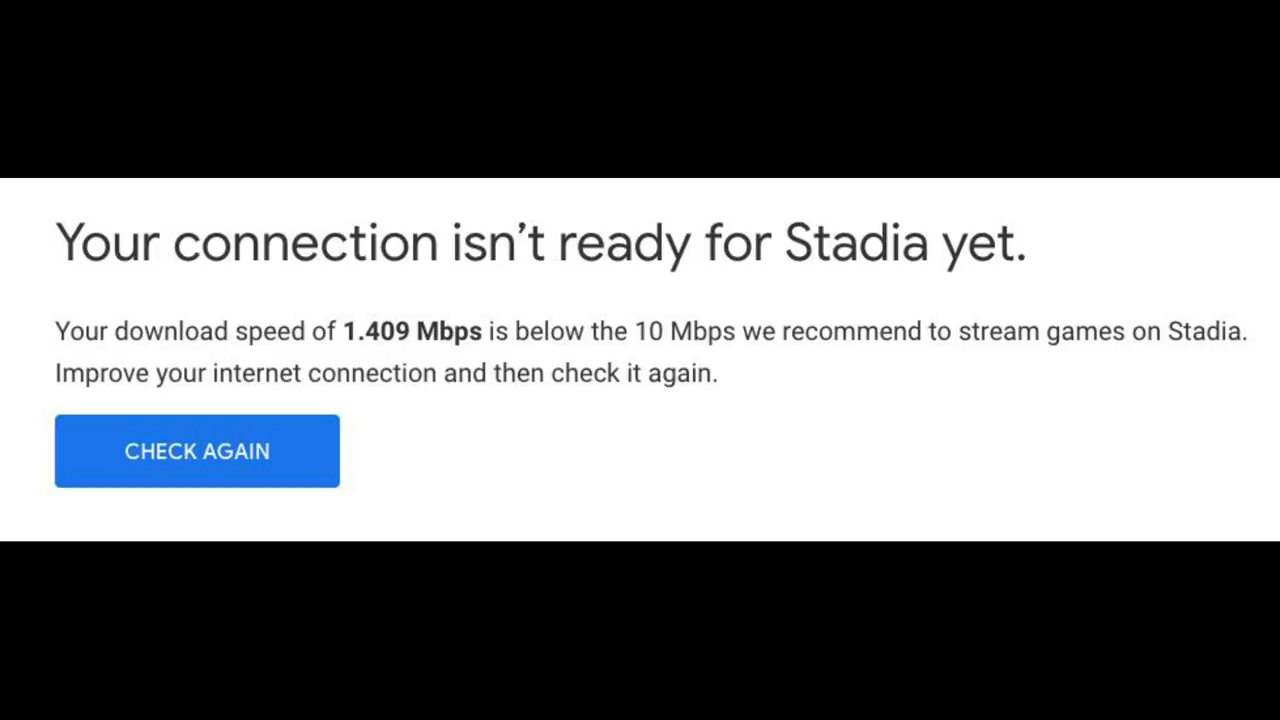 Your connection isn’t ready for Stadia yet.
Your download speed of 1.409 Mbps is below the 10 Mbps we recommend to stream games on Stadia.
Improve your internet connection and then check it again.
CHECK AGAIN